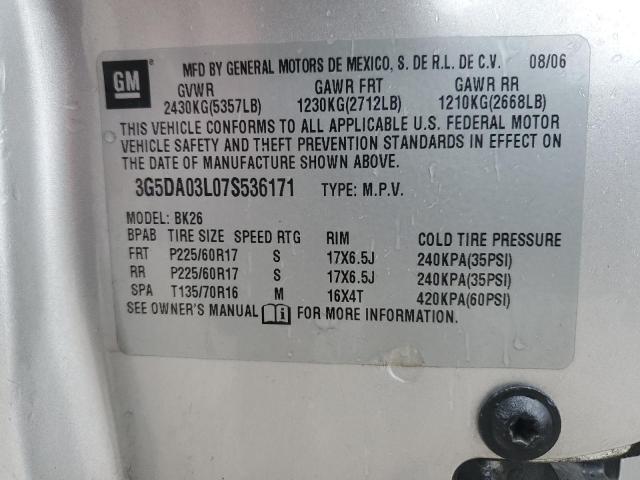 GM
MFD BY GENERAL MOTORS DE MEXICO, S. DE R.L. DE C.V. 08/06
GVWR GAWR FRT GAWR RR
2430KG(5357LB) 1230KG(2712LB) 1210KG(2668LB)
THIS VEHICLE CONFORMS TO ALL APPLICABLE U.S. FEDERAL MOTOR
VEHICLE SAFETY AND THEFT PREVENTION STANDARDS IN EFFECT ON
THE DATE OF MANUFACTURE SHOWN ABOVE.
3G5DA03L07S536171 TYPE: M.P.V.
MODEL: BK26
BPAB TIRE SIZE SPEED RTG RIM COLD TIRE PRESSURE
FRT P225/60R17 S 17X6.5J 240KPA(35PSI)
RR P225/60R17 S 17X6.5J 240KPA(35PSI)
SPA T135/70R16 M 16X4T 420KPA(60PSI)
SEE OWNER'S MANUAL i FOR MORE INFORMATION.